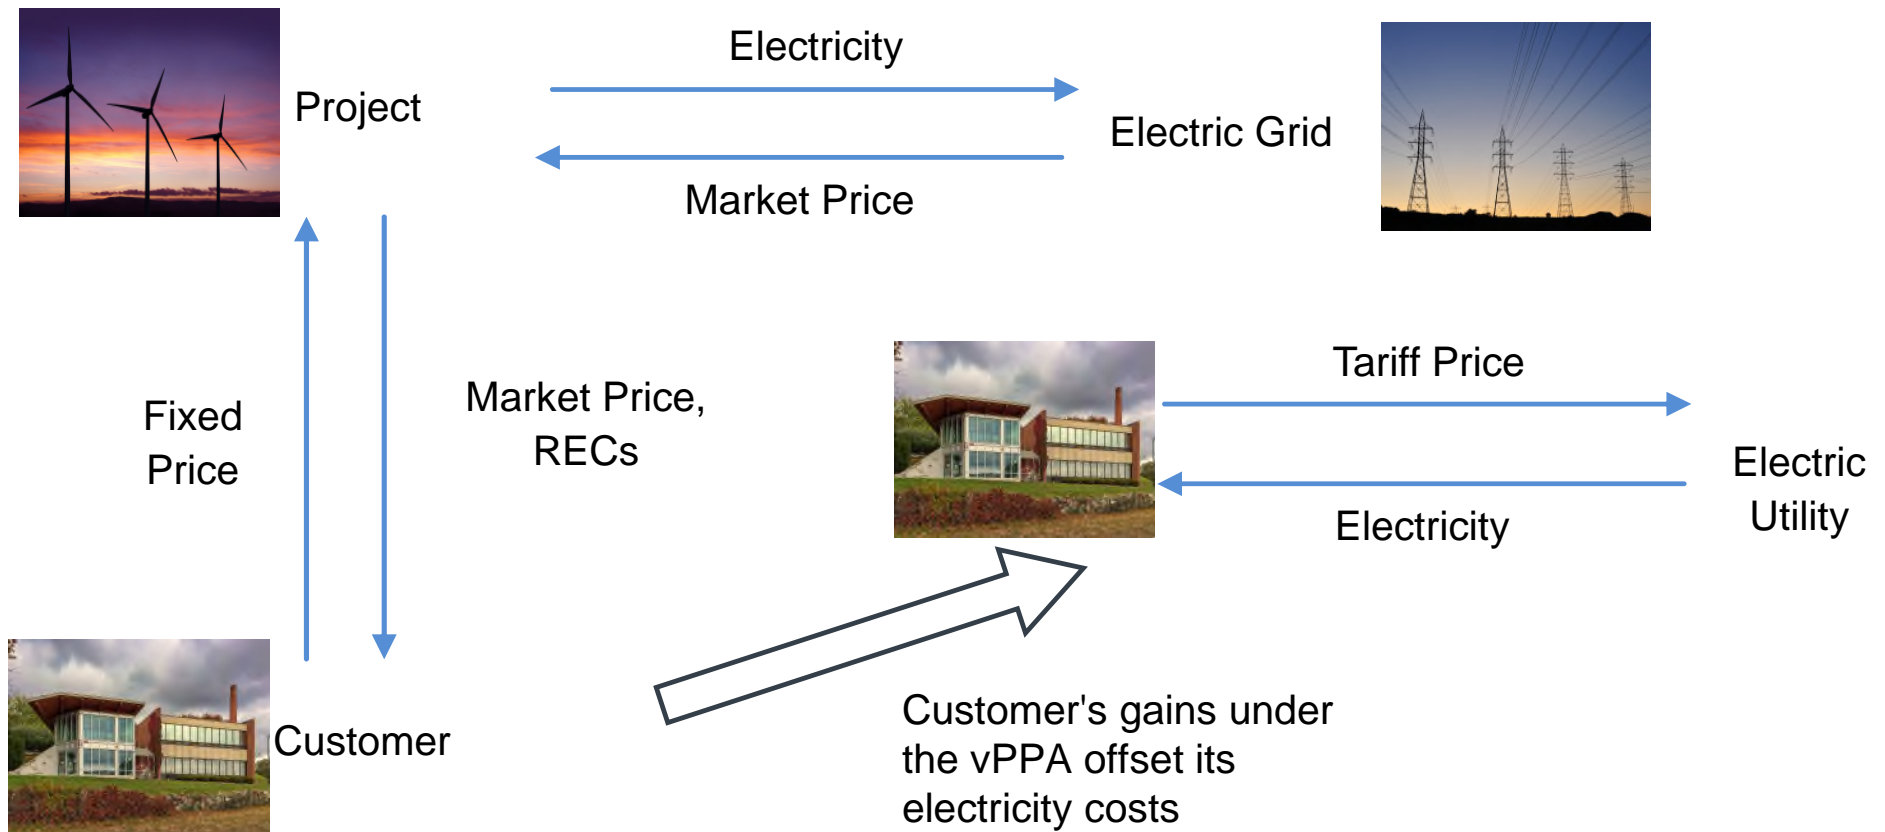 Electricity
Project
Electric Grid
Market Price
Fixed
Price
Market Price,
RECs
Tariff Price
Electric
Utility
Electricity
Customer
Customer's gains under
the vPPA offset its
electricity costs